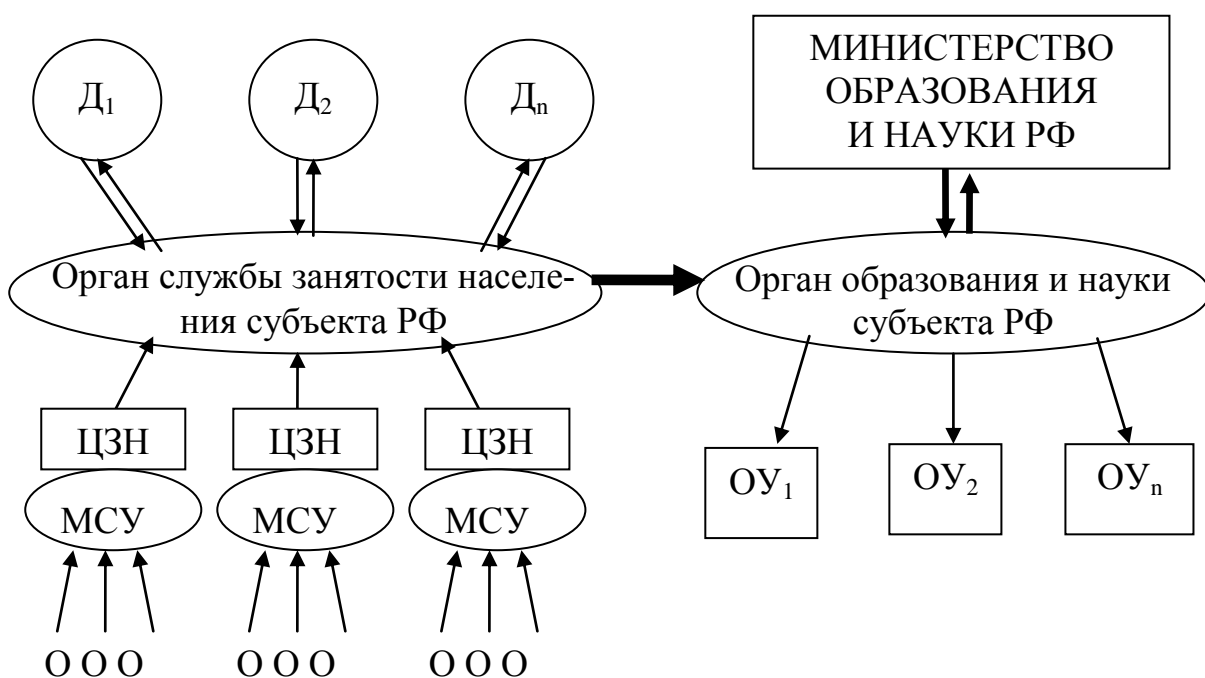 Д₁ Д₂ Дₙ
МИНИСТЕРСТВО
ОБРАЗОВАНИЯ
И НАУКИ РФ
Орган службы занятости населе-
ния субъекта РФ
Орган образования и науки
субъекта РФ
ЦЗН ЦЗН ЦЗН
МСУ МСУ МСУ
О О О О О О О О О
ОУ₁ ОУ₂ ОУₙ